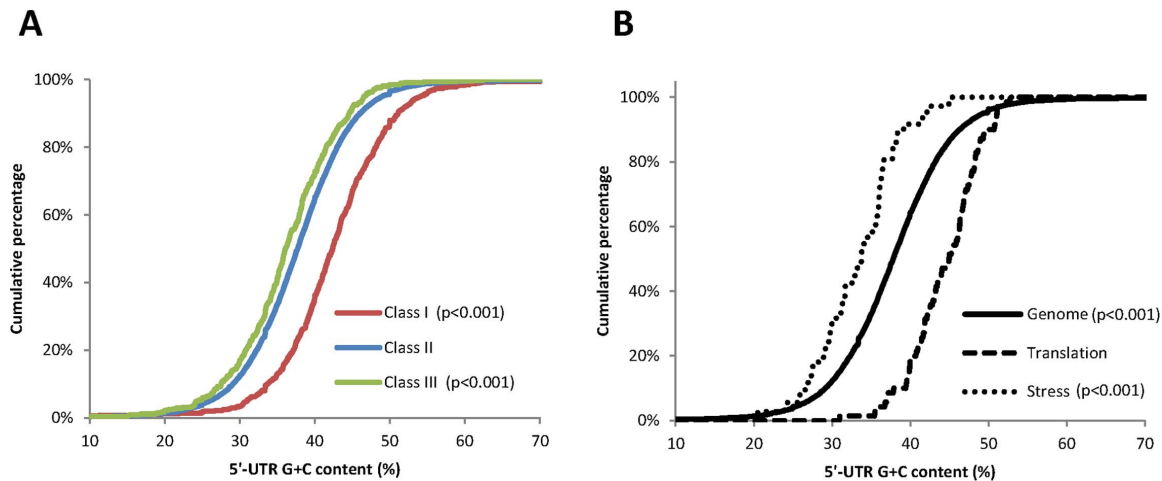 A
Cumulative percentage
100%
80%
60%
40%
20%
0%
Class I (p<0.001)
Class II
Class III (p<0.001)
10 20 30 40 50 60 70
5'-UTR G+C content (%)
B
Cumulative percentage
100%
80%
60%
40%
20%
0%
Genome (p<0.001)
Translation
Stress (p<0.001)
10 20 30 40 50 60 70
5'-UTR G+C content (%)